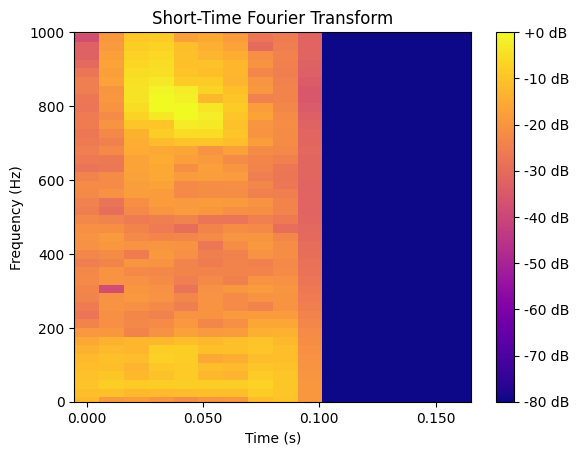 Short-Time Fourier Transform
Frequency (Hz)
1000
800
600
400
200
0
0.000 0.050 0.100 0.150
Time (s)
+0 dB
-10 dB
-20 dB
-30 dB
-40 dB
-50 dB
-60 dB
-70 dB
-80 dB